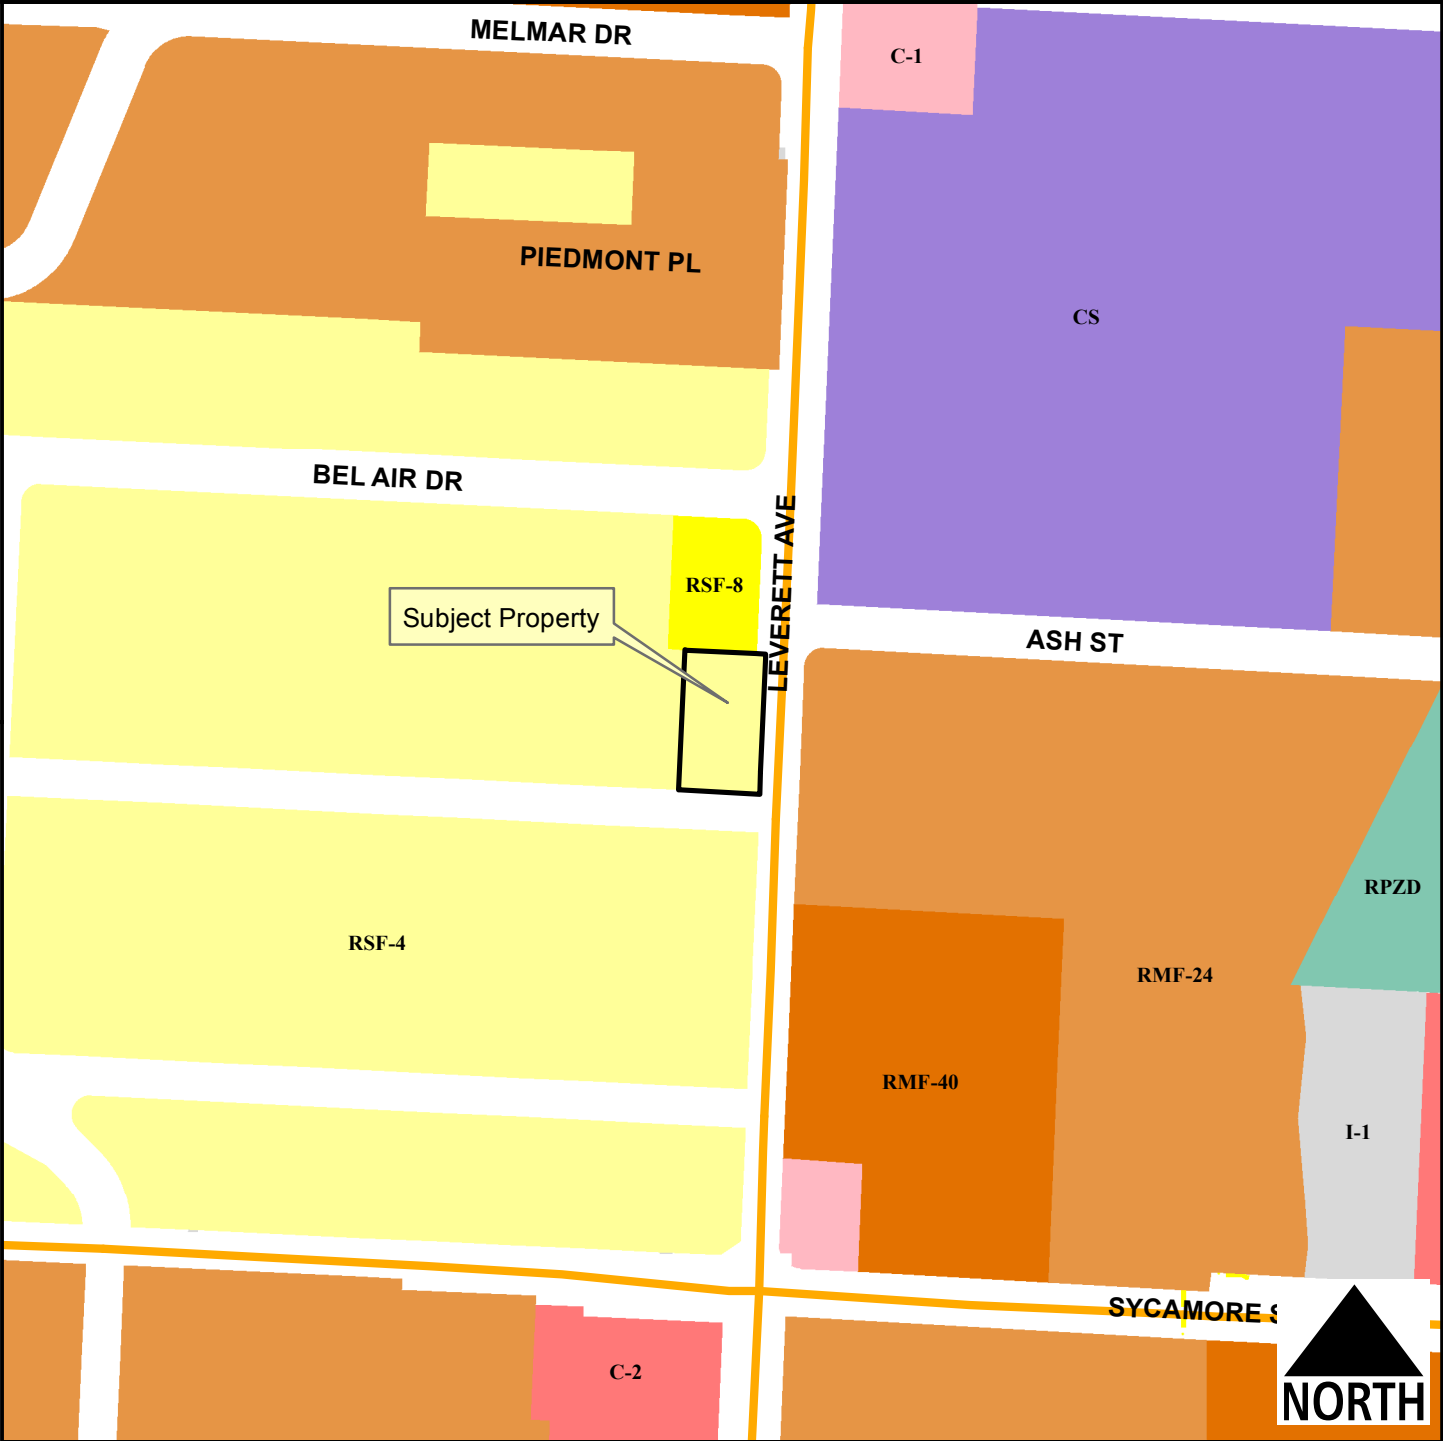 MELMAR DR
C-1
PIEDMONT PL
CS
BEL AIR DR
RSF-8
LEVERETT AVE
Subject Property
ASH ST
RPZD
RSF-4
RMF-24
RMF-40
I-1
SYCAMORE S
C-2
NORTH